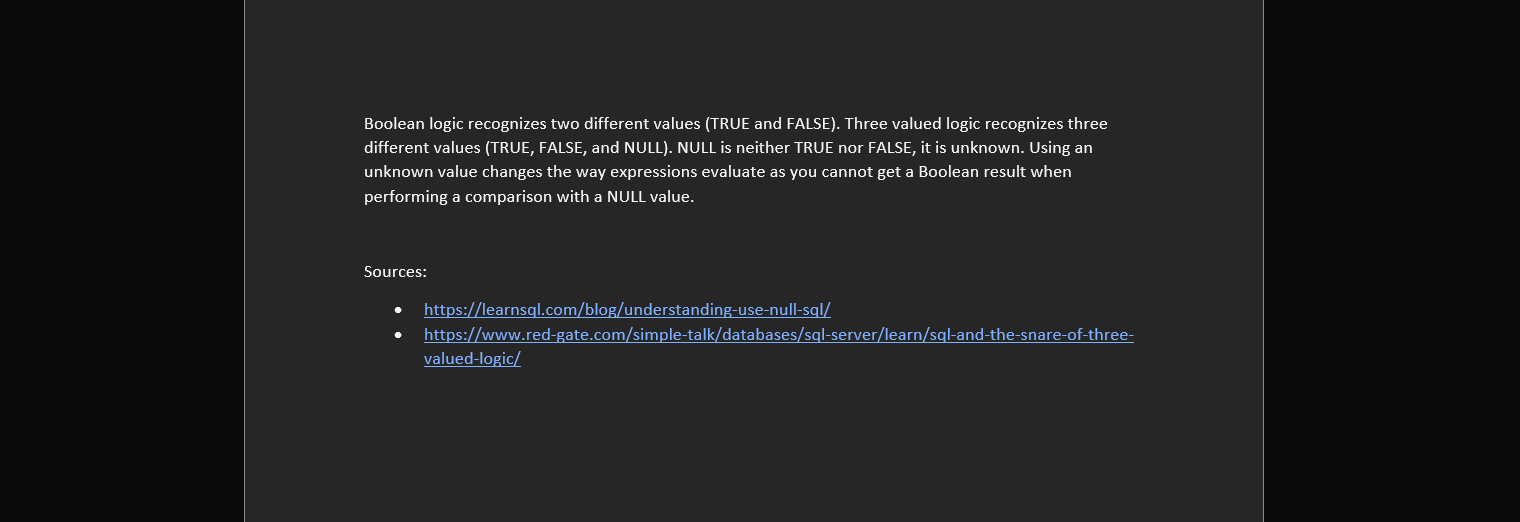 Boolean logic recognizes two different values (TRUE and FALSE). Three valued logic recognizes three
different values (TRUE, FALSE, and NULL). NULL is neither TRUE nor FALSE, it is unknown. Using an
unknown value changes the way expressions evaluate as you cannot get a Boolean result when
performing a comparison with a NULL value.
Sources:
• https://learnsql.com/blog/understanding-use-null-sql/
• https://www.red-gate.com/simple-talk/databases/sql-server/learn/sql-and-the-snare-of-three-
valued-logic/